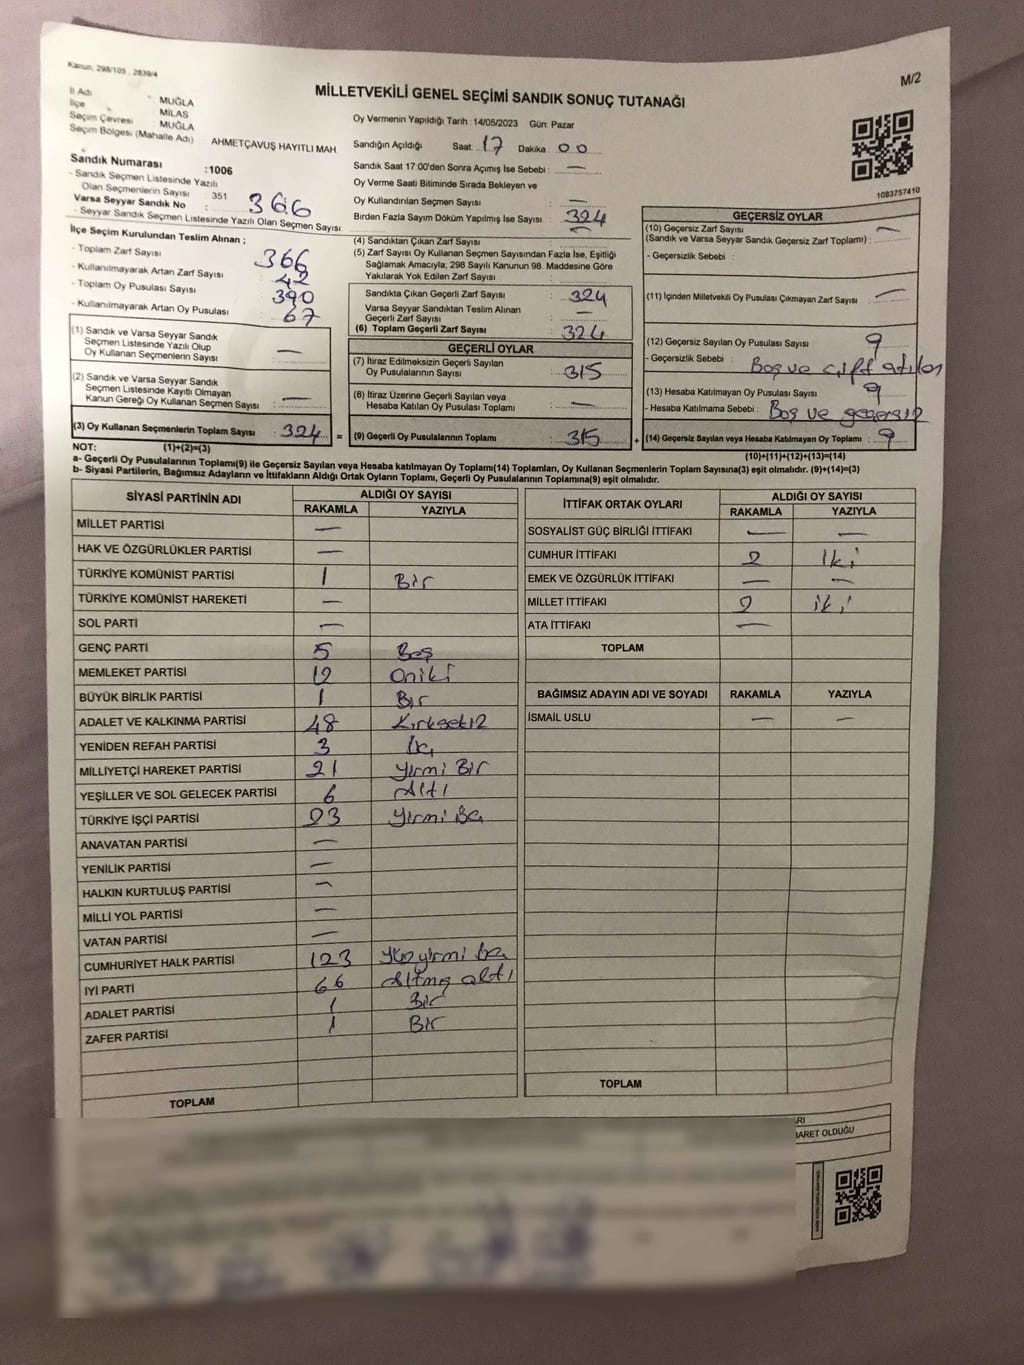 Kanun; 298/105 , 2839/4
M/2
MİLLETVEKİLİ GENEL SEÇİMİ SANDIK SONUÇ TUTANAĞI
İl Adı : MUĞLA
İlçe : MİLAS
Seçim Çevresi : MUĞLA
Seçim Bölgesi (Mahalle Adı) : AHMETÇAVUŞ HAYITLI MAH
Sandık Numarası :1006
- Sandık Seçmen Listesinde Yazılı
Olan Seçmenlerin Sayısı : 351
Varsa Seyyar Sandık No :
- Seyyar Sandık Seçmen Listesinde Yazılı Olan Seçmen Sayısı
366
İlçe Seçim Kurulundan Teslim Alınan ;
- Toplam Zarf Sayısı 366
- Kullanılmayarak Artan Zarf Sayısı 42
- Toplam Oy Pusulası Sayısı 390
- Kullanılmayarak Artan Oy Pusulası 67
(1) Sandık ve Varsa Seyyar Sandık
Seçmen Listesinde Yazılı Olup
Oy Kullanan Seçmenlerin Sayısı : —
(2) Sandık ve Varsa Seyyar Sandık
Seçmen Listesinde Kayıtlı Olmayan
Kanun Gereği Oy Kullanan Seçmen Sayısı : —
(3) Oy Kullanan Seçmenlerin Toplam Sayısı : 324 =
Oy Vermenin Yapıldığı Tarih : 14/05/2023 Gün: Pazar
Sandığın Açıldığı Saat: 17 Dakika : 00
Sandık Saat 17:00'den Sonra Açımış İse Sebebi : —
Oy Verme Saati Bitiminde Sırada Bekleyen ve
Oy Kullandırılan Seçmen Sayısı : —
Birden Fazla Sayım Döküm Yapılmış İse Sayısı : 324
(4) Sandıktan Çıkan Zarf Sayısı : —
(5) Zarf Sayısı Oy Kullanan Seçmen Sayısından Fazla İse, Eşitliği
Sağlamak Amacıyla, 298 Sayılı Kanunun 98. Maddesine Göre
Yakılarak Yok Edilen Zarf Sayısı :
Sandıkta Çıkan Geçerli Zarf Sayısı : 324
Varsa Seyyar Sandıktan Teslim Alınan
Geçerli Zarf Sayısı : —
(6) Toplam Geçerli Zarf Sayısı : 324
GEÇERLİ OYLAR
(7) İtiraz Edilmeksizin Geçerli Sayılan
Oy Pusulalarının Sayısı : 315
(8) İtiraz Üzerine Geçerli Sayılan veya
Hesaba Katılan Oy Pusulası Toplamı : —
(9) Geçerli Oy Pusulalarının Toplamı : 315 +
1083757410
GEÇERSİZ OYLAR
(10) Geçersiz Zarf Sayısı : —
(Sandık ve Varsa Seyyar Sandık Geçersiz Zarf Toplamı) :
- Geçersizlik Sebebi :
(11) İçinden Milletvekili Oy Pusulası Çıkmayan Zarf Sayısı : —
(12) Geçersiz Sayılan Oy Pusulası Sayısı : 9
- Geçersizlik Sebebi : Boş ve çift atılan
(13) Hesaba Katılmayan Oy Pusulası Sayısı : 9
- Hesaba Katılmama Sebebi : Boş ve geçersiz
(14) Geçersiz Sayılan veya Hesaba Katılmayan Oy Toplamı : 9
NOT: (1)+(2)=(3)
(10)+(11)+(12)+(13)=(14)
a- Geçerli Oy Pusulalarının Toplamı(9) ile Geçersiz Sayılan veya Hesaba katılmayan Oy Toplamı(14) Toplamları, Oy Kullanan Seçmenlerin Toplam Sayısına(3) eşit olmalıdır. (9)+(14)=(3)
b- Siyasi Partilerin, Bağımsız Adayların ve İttifakların Aldığı Ortak Oyların Toplamı, Geçerli Oy Pusulalarının Toplamına(9) eşit olmalıdır.
SİYASİ PARTİNİN ADI ALDIĞI OY SAYISI
RAKAMLA YAZIYLA
MİLLET PARTİSİ —
HAK VE ÖZGÜRLÜKLER PARTİSİ —
TÜRKİYE KOMÜNİST PARTİSİ 1 Bir
TÜRKİYE KOMÜNİST HAREKETİ —
SOL PARTİ —
GENÇ PARTİ 5 Beş
MEMLEKET PARTİSİ 12 Oniki
BÜYÜK BİRLİK PARTİSİ 1 Bir
ADALET VE KALKINMA PARTİSİ 48 Kırksekiz
YENİDEN REFAH PARTİSİ 3
MİLLİYETÇİ HAREKET PARTİSİ 21 Yirmi Bir
YEŞİLLER VE SOL GELECEK PARTİSİ 6 Altı
TÜRKİYE İŞÇİ PARTİSİ 23 Yirmi
ANAVATAN PARTİSİ —
YENİLİK PARTİSİ —
HALKIN KURTULUŞ PARTİSİ —
MİLLİ YOL PARTİSİ —
VATAN PARTİSİ —
CUMHURİYET HALK PARTİSİ 123 Yüzyirmi
İYİ PARTİ 66 Altmış altı
ADALET PARTİSİ 1 Bir
ZAFER PARTİSİ 1 Bir
TOPLAM
İTTİFAK ORTAK OYLARI ALDIĞI OY SAYISI
RAKAMLA YAZIYLA
SOSYALİST GÜÇ BİRLİĞİ İTTİFAKI — —
CUMHUR İTTİFAKI 2 İki
EMEK VE ÖZGÜRLÜK İTTİFAKI — —
MİLLET İTTİFAKI 2 iki
ATA İTTİFAKI —
TOPLAM
BAĞIMSIZ ADAYIN ADI VE SOYADI RAKAMLA YAZIYLA
İSMAİL USLU — —
TOPLAM
OLDUĞU